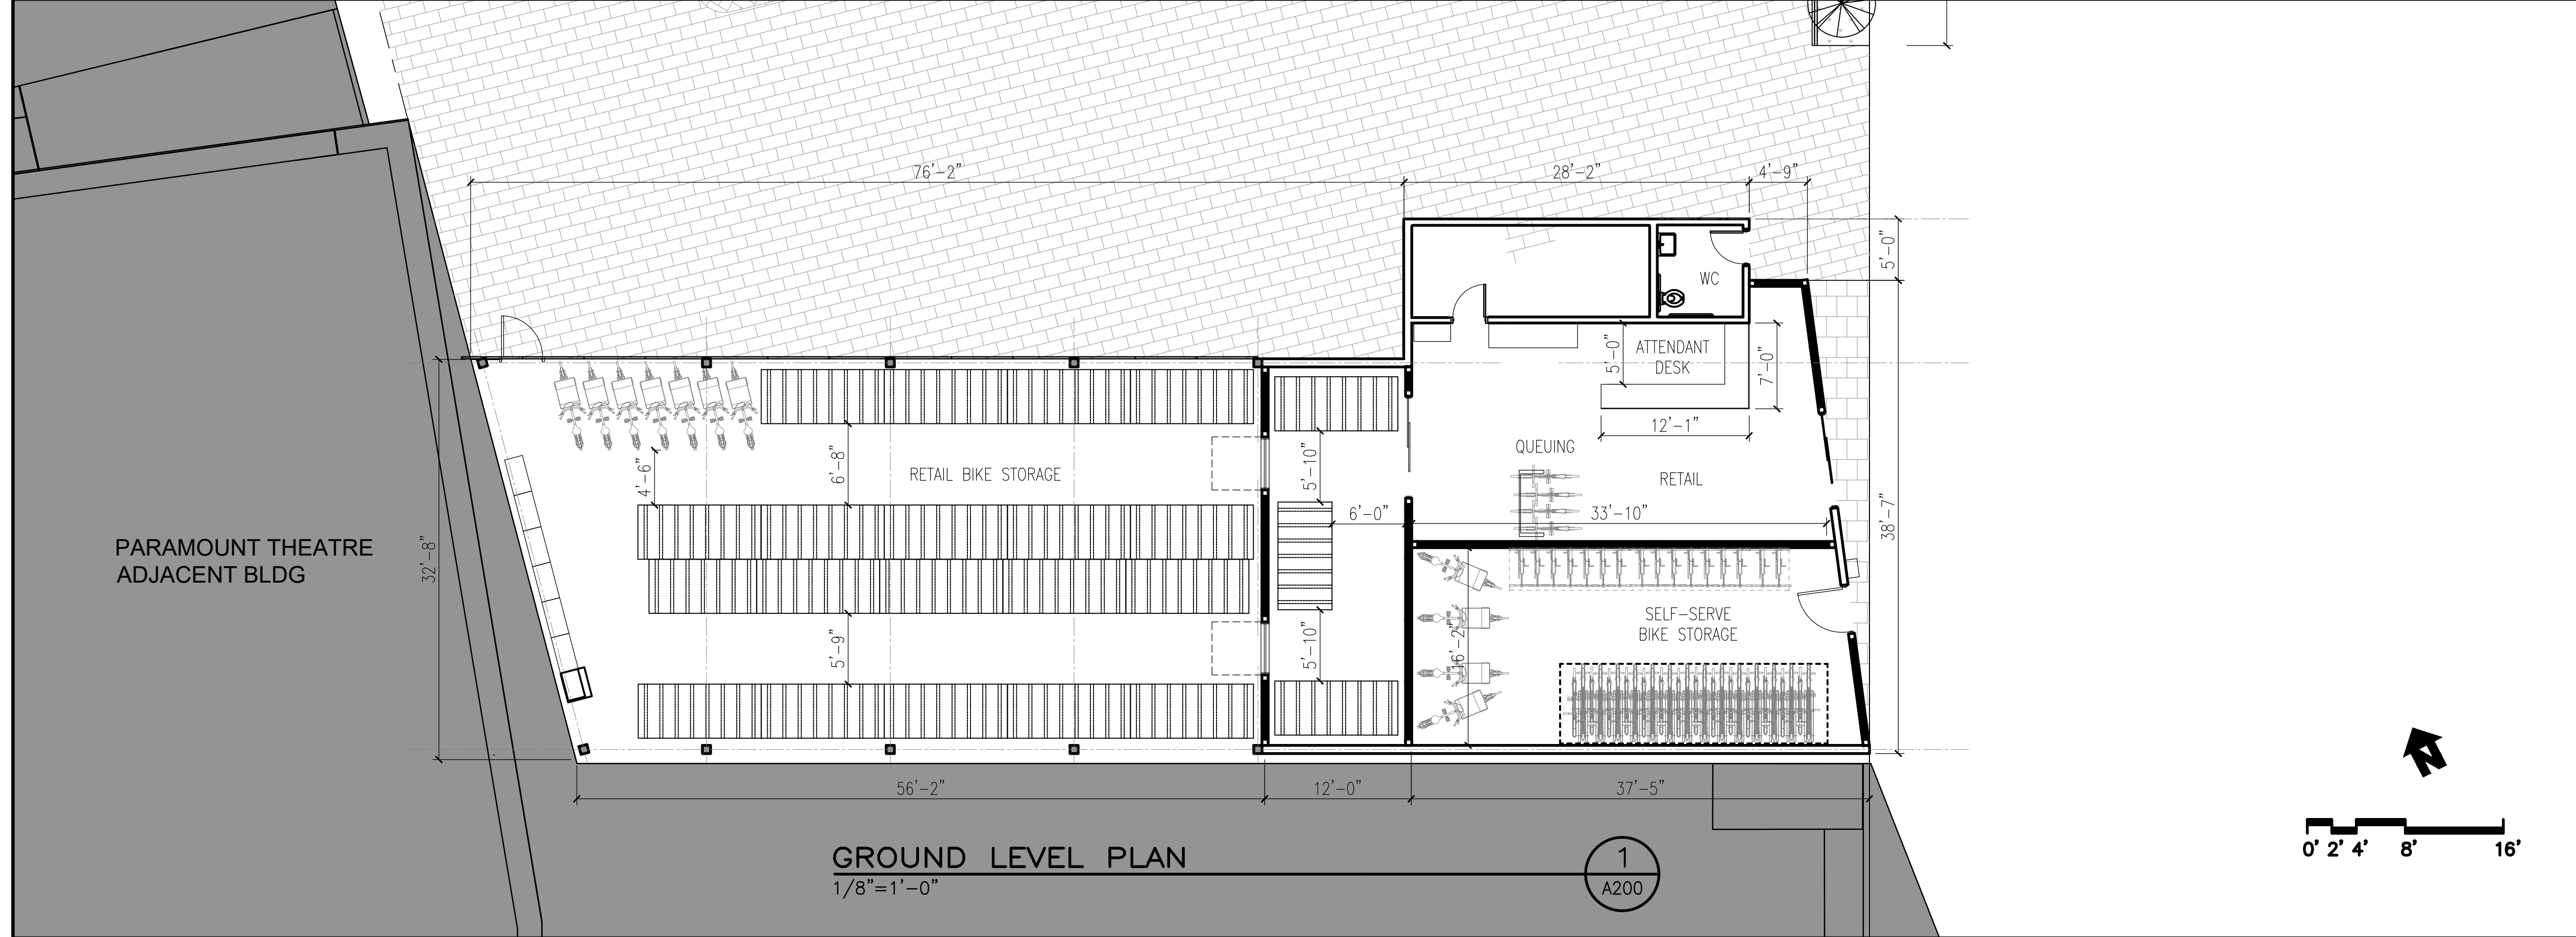 76'-2"
28'-2"
4'-9"
5'-0"
WC
ATTENDANT
DESK
5'-0"
7'-0"
12'-1"
QUEUING
RETAIL
RETAIL BIKE STORAGE
4'-6"
6'-8"
5'-10"
6'-0"
33'-10"
38'-7"
PARAMOUNT THEATRE
ADJACENT BLDG
32'-8"
5'-9"
5'-10"
16'-2"
SELF-SERVE
BIKE STORAGE
56'-2"
12'-0"
37'-5"
GROUND LEVEL PLAN
1/8"=1'-0"
1
A200
N
0' 2' 4' 8' 16'